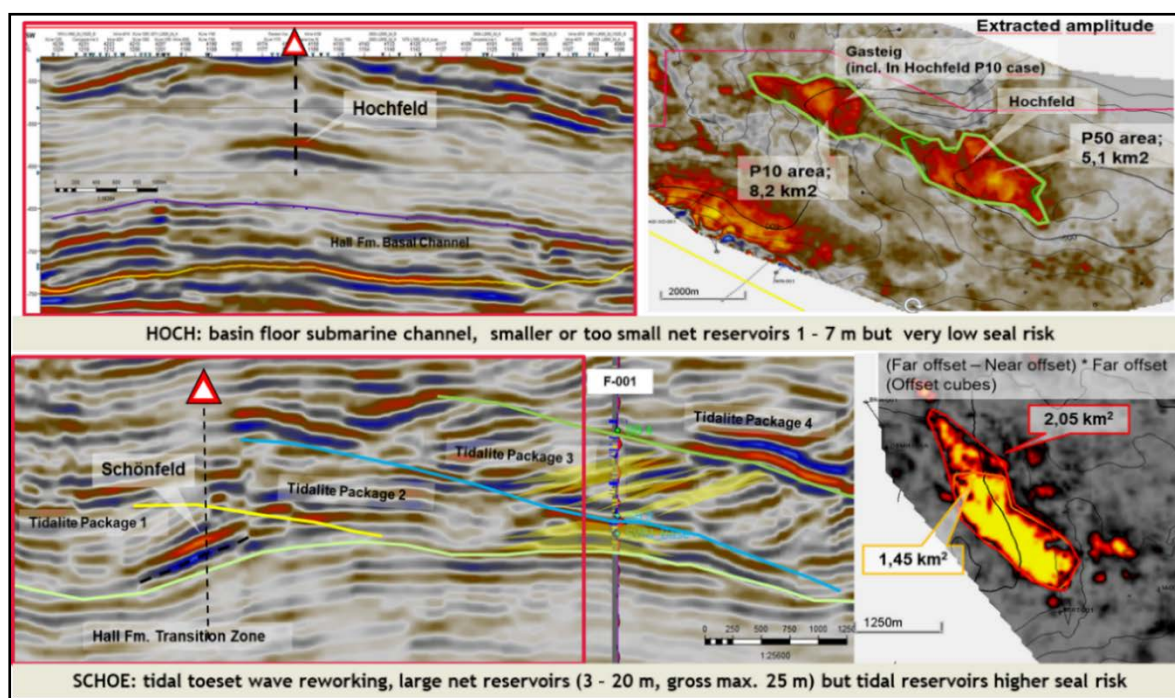 SW
Hochfeld
Hall Fm. Basal Channel
Extracted amplitude
Gasteig
(incl. In Hochfeld P10 case)
Hochfeld
P50 area;
5,1 km2
P10 area;
8,2 km2
2000m
HOCH: basin floor submarine channel, smaller or too small net reservoirs 1 - 7 m but very low seal risk
F-001
Tidalite Package 4
Tidalite Package 3
Schönfeld
Tidalite Package 2
Tidalite Package 1
Hall Fm. Transition Zone
0 250 500 750 1000 1250
1:25600
(Far offset – Near offset) * Far offset
(Offset cubes)
2,05 km²
1,45 km²
1250m
SCHOE: tidal toeset wave reworking, large net reservoirs (3 – 20 m, gross max. 25 m) but tidal reservoirs higher seal risk